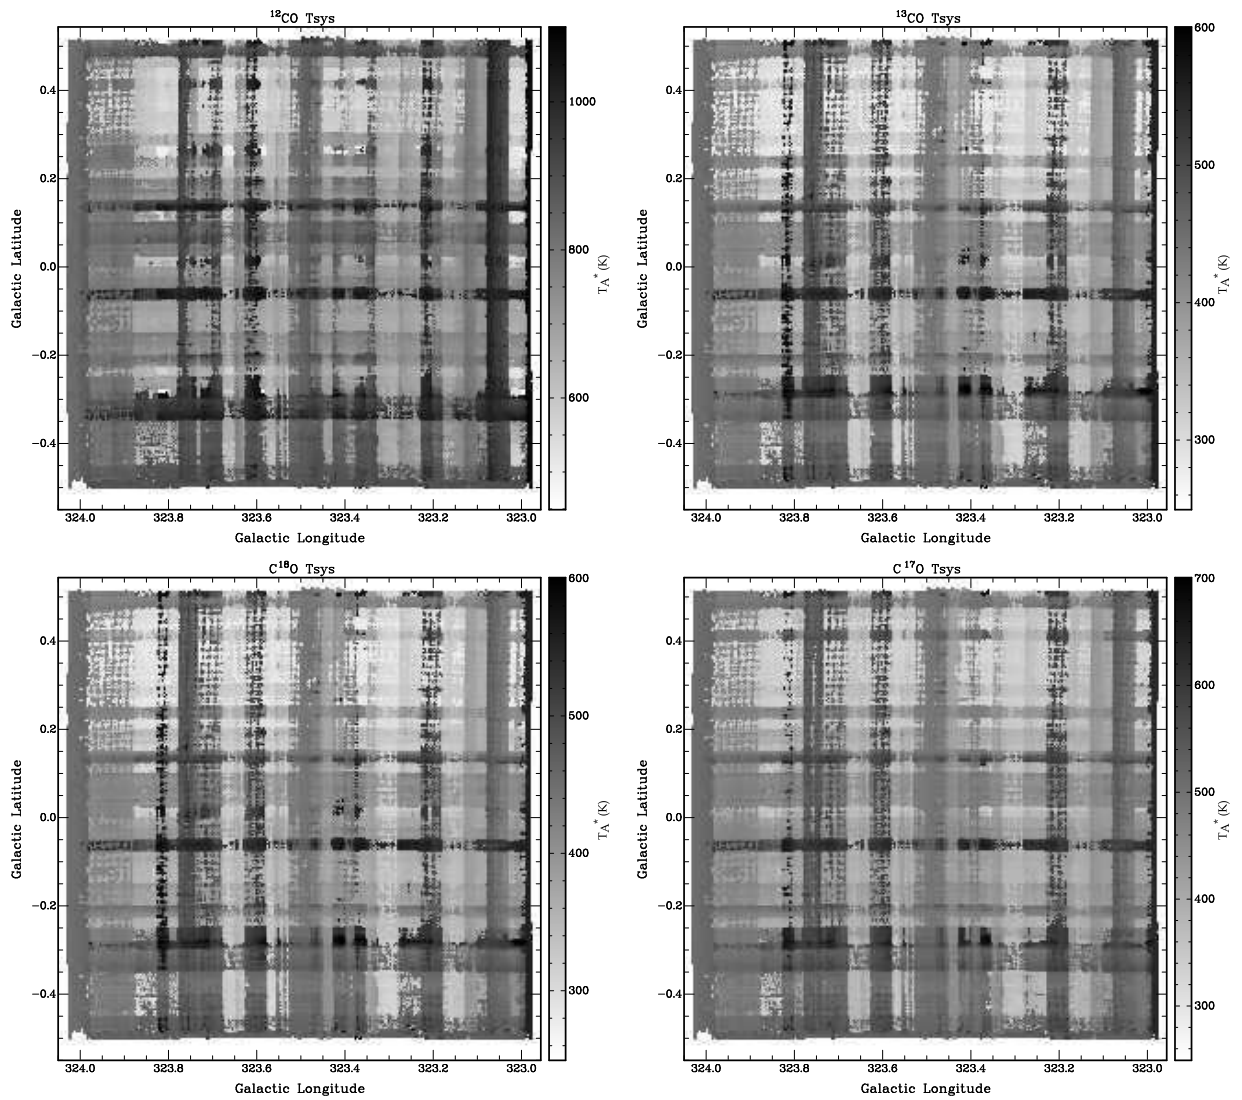 ¹²CO Tsys
Galactic Latitude
0.4
0.2
0.0
−0.2
−0.4
324.0 323.8 323.6 323.4 323.2 323.0
Galactic Longitude
1000
800
600
T_A* (K)
¹³CO Tsys
Galactic Latitude
0.4
0.2
0.0
−0.2
−0.4
324.0 323.8 323.6 323.4 323.2 323.0
Galactic Longitude
600
500
400
300
T_A* (K)
C¹⁸O Tsys
Galactic Latitude
0.4
0.2
0.0
−0.2
−0.4
324.0 323.8 323.6 323.4 323.2 323.0
Galactic Longitude
600
500
400
300
T_A* (K)
C¹⁷O Tsys
Galactic Latitude
0.4
0.2
0.0
−0.2
−0.4
324.0 323.8 323.6 323.4 323.2 323.0
Galactic Longitude
700
600
500
400
300
T_A* (K)